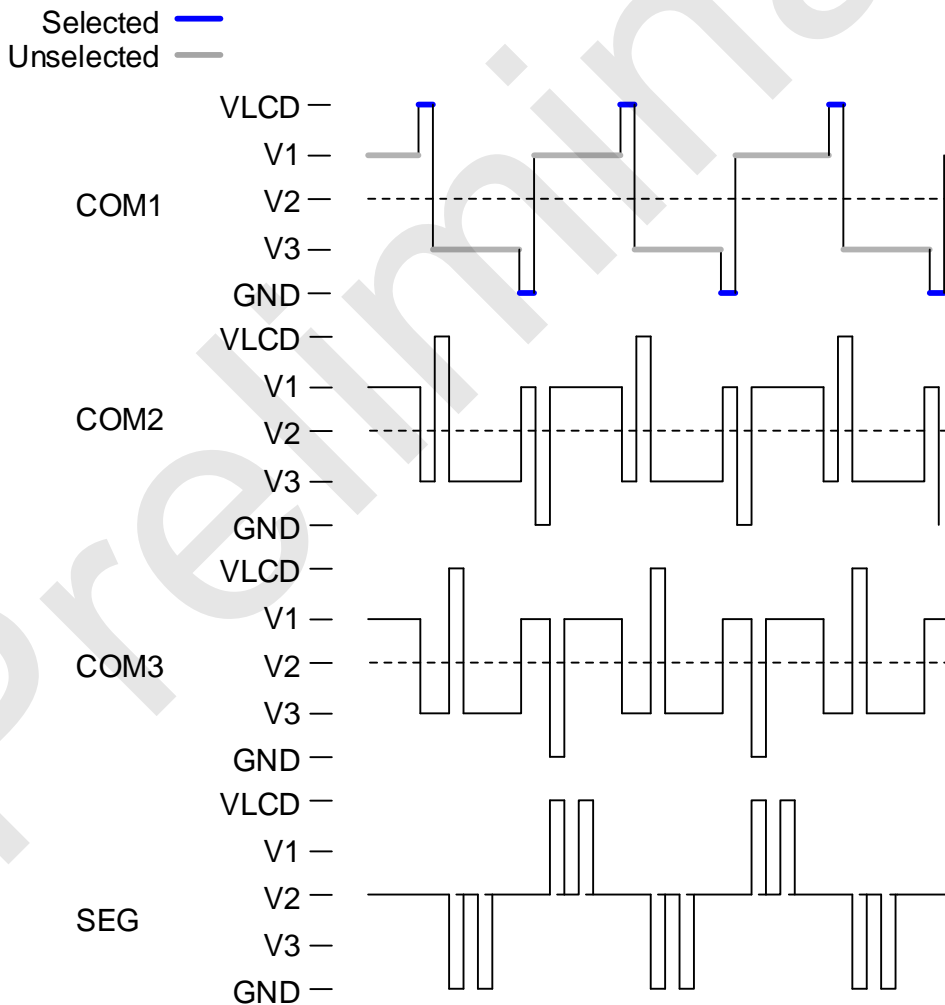 Selected
Unselected
COM1
VLCD
V1
V2
V3
GND
COM2
VLCD
V1
V2
V3
GND
COM3
VLCD
V1
V2
V3
GND
SEG
VLCD
V1
V2
V3
GND